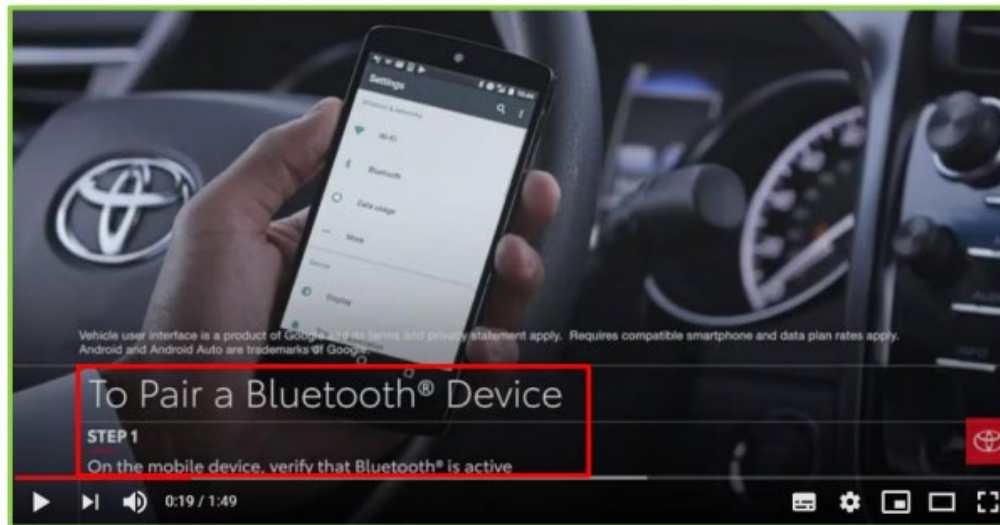 Settings
Wireless & networks
Wi-Fi
Bluetooth
Data usage
More
Device
Display
Vehicle user interface is a product of Google and its terms and privacy statement apply. Requires compatible smartphone and data plan rates apply.
Android and Android Auto are trademarks of Google.
To Pair a Bluetooth® Device
STEP 1
On the mobile device, verify that Bluetooth® is active
0:19 / 1:49